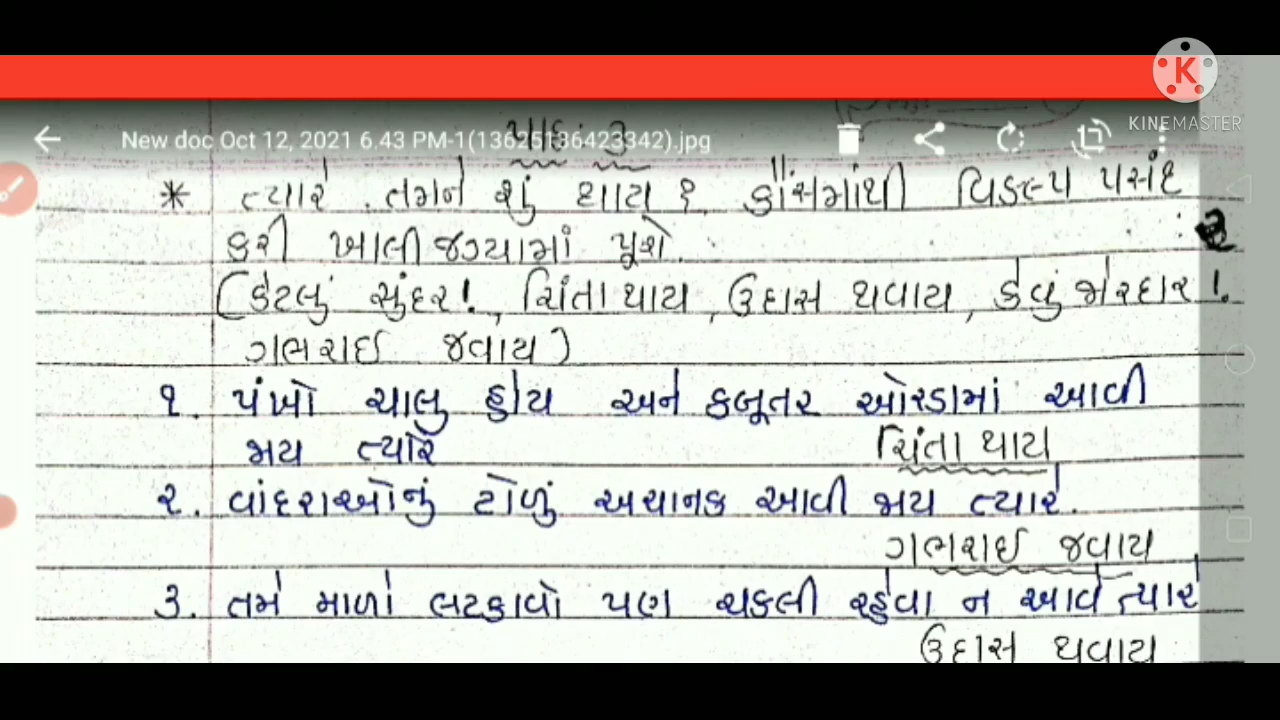 KINEMASTER
New doc Oct 12, 2021 6.43 PM-1(13625136423342).jpg
પાઠ : ૩
* ત્યારે તમને શું થાય ? કૌંસમાંથી વિકલ્પ પસંદ
કરી ખાલી જગ્યામાં પૂરો.
(કેટલું સુંદર!, ચિંતા થાય, ઉદાસ થવાય, કેવું જોરદાર!.
ગભરાઈ જવાય)
૧. પંખો ચાલુ હોય અને કબૂતર ઓરડામાં આવી
જાય ત્યારે ચિંતા થાય
૨. વાંદરાઓનું ટોળું અચાનક આવી જાય ત્યારે.
ગભરાઈ જવાય
૩. તમે માળો લટકાવો પણ ચકલી રહેવા ન આવે ત્યારે
ઉદાસ થવાય